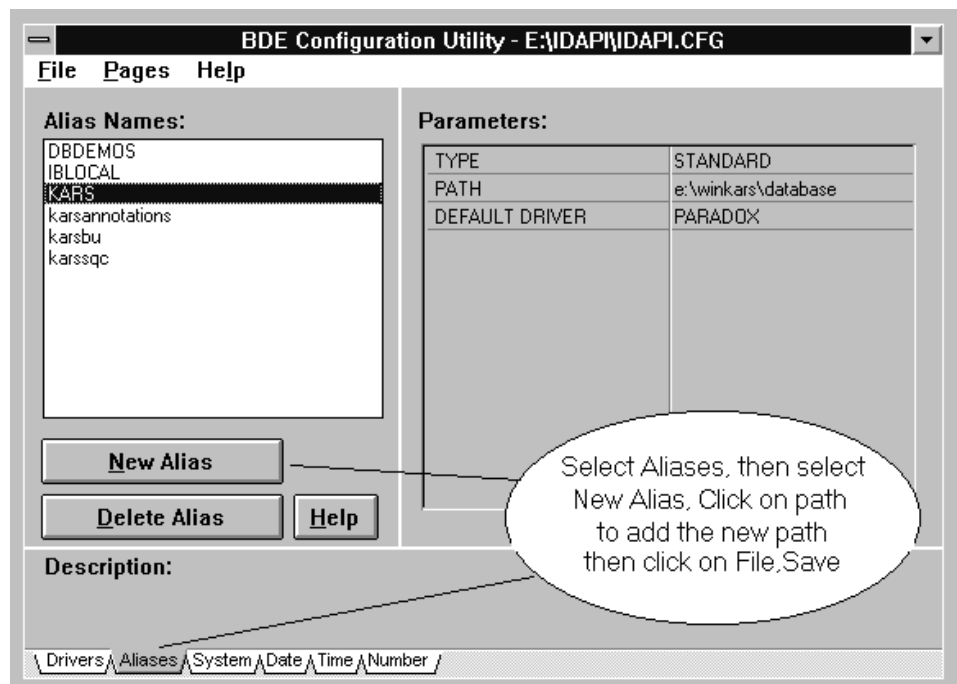 BDE Configuration Utility - E:\IDAPI\IDAPI.CFG
File Pages Help
Alias Names:
DBDEMOS
IBLOCAL
KARS
karsannotations
karsbu
karssqc
New Alias
Delete Alias
Help
Parameters:
TYPE STANDARD
PATH e:\winkars\database
DEFAULT DRIVER PARADOX
Select Aliases, then select
New Alias, Click on path
to add the new path
then click on File,Save
Description:
Drivers Aliases System Date Time Number